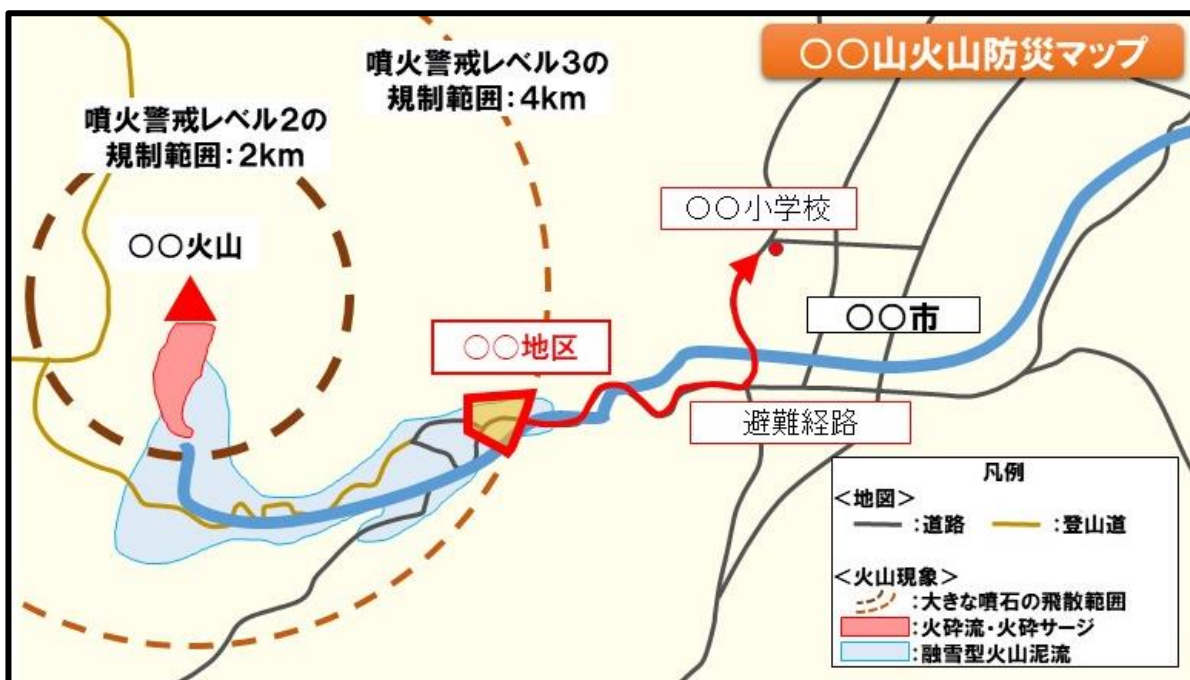 〇〇山火山防災マップ
噴火警戒レベル3の
規制範囲:4km
噴火警戒レベル2の
規制範囲:2km
〇〇火山
〇〇小学校
〇〇市
〇〇地区
避難経路
凡例
<地図>
:道路
:登山道
<火山現象>
:大きな噴石の飛散範囲
:火砕流・火砕サージ
:融雪型火山泥流